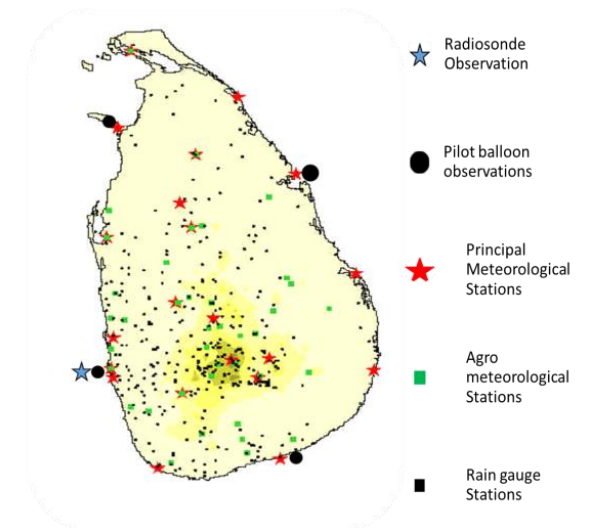 Radiosonde
Observation
Pilot balloon
observations
Principal
Meteorological
Stations
Agro
meteorological
Stations
Rain gauge
Stations